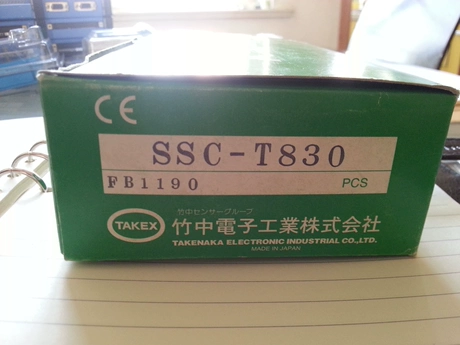 CE
SSC-T830
FB1190 PCS
竹中センサーグループ
TAKEX 竹中電子工業株式会社
TAKENAKA ELECTRONIC INDUSTRIAL CO.,LTD.
MADE IN JAPAN